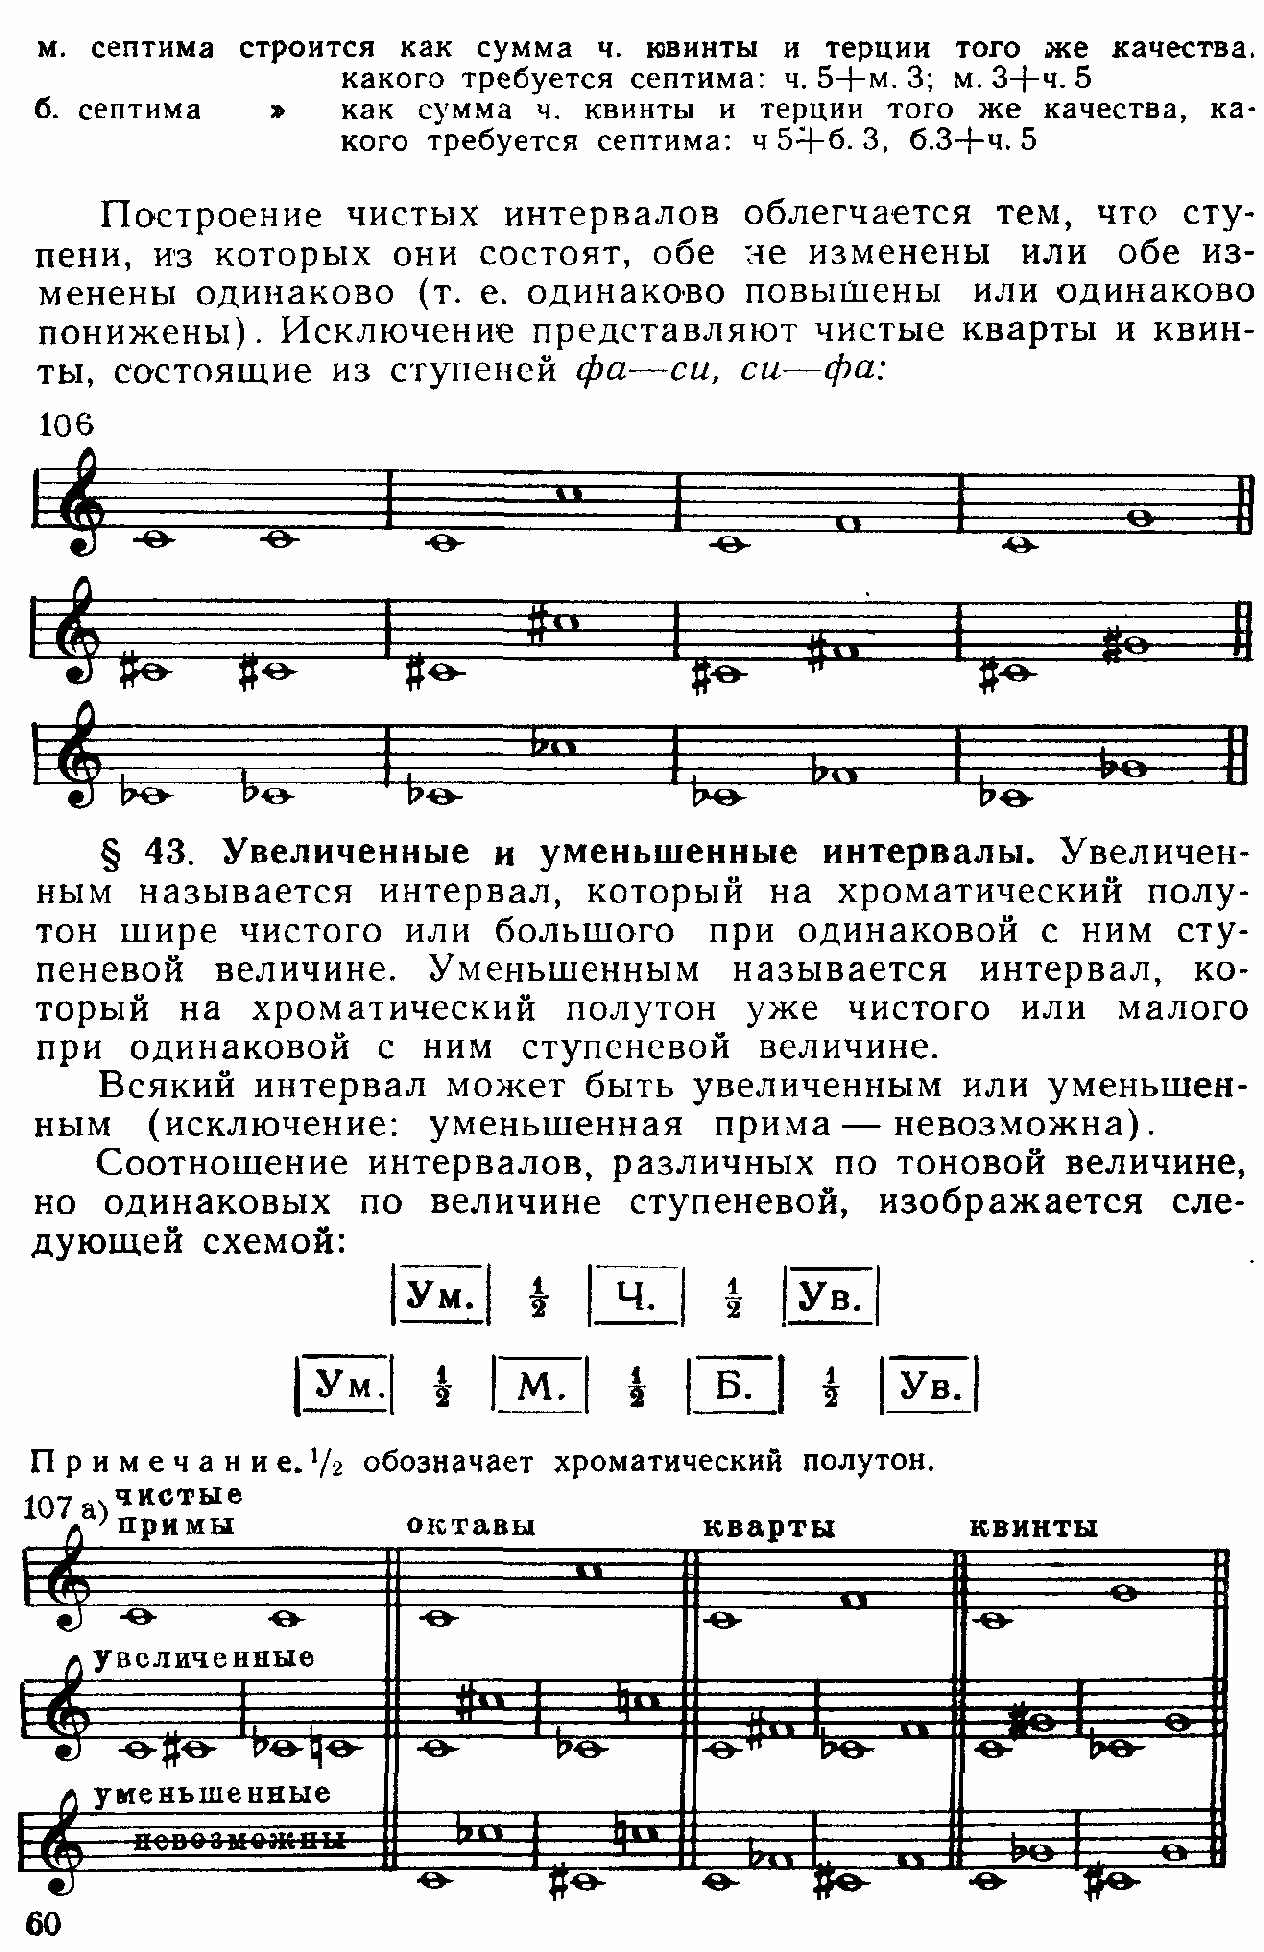 м. септима строится как сумма ч. квинты и терции того же качества,
какого требуется септима: ч. 5+м. 3; м. 3+ч. 5
б. септима » как сумма ч. квинты и терции того же качества, ка-
кого требуется септима: ч 5+б. 3, б.3+ч. 5
Построение чистых интервалов облегчается тем, что сту-
пени, из которых они состоят, обе не изменены или обе из-
менены одинаково (т. е. одинаково повышены или одинаково
понижены). Исключение представляют чистые кварты и квин-
ты, состоящие из ступеней фа—си, си—фа:
106
§ 43. Увеличенные и уменьшенные интервалы. Увеличен-
ным называется интервал, который на хроматический полу-
тон шире чистого или большого при одинаковой с ним сту-
пеневой величине. Уменьшенным называется интервал, ко-
торый на хроматический полутон уже чистого или малого
при одинаковой с ним ступеневой величине.
Всякий интервал может быть увеличенным или уменьшен-
ным (исключение: уменьшенная прима — невозможна).
Соотношение интервалов, различных по тоновой величине,
но одинаковых по величине ступеневой, изображается сле-
дующей схемой:
Ум. 1/2 Ч. 1/2 Ув.
Ум. 1/2 М. 1/2 Б. 1/2 Ув.
Примечание. 1/2 обозначает хроматический полутон.
107 а) чистые
примы октавы кварты квинты
увеличенные
уменьшенные
невозможны
60